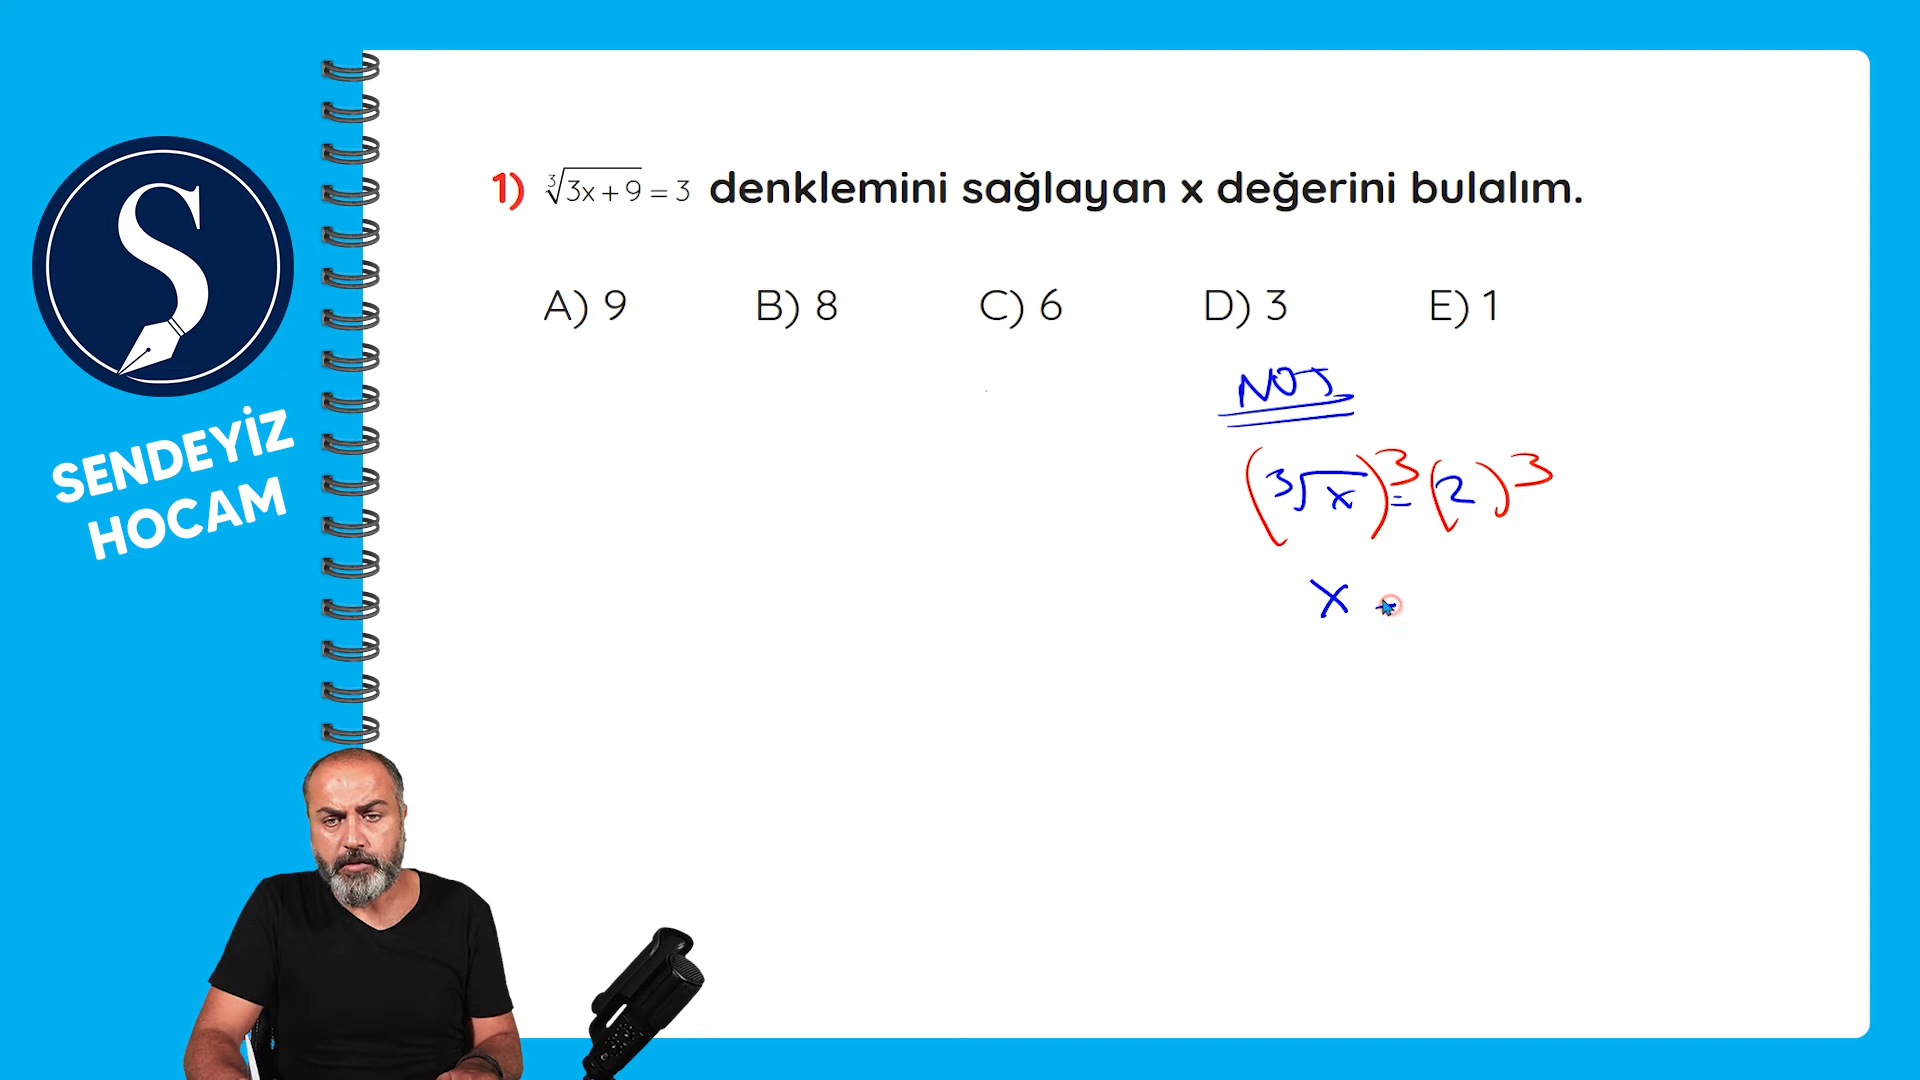 SENDEYİZ
HOCAM
1) ∛3x+9 = 3 denklemini sağlayan x değerini bulalım.
A) 9 B) 8 C) 6 D) 3 E) 1
NOT
(∛x)³ = (2)³
x =